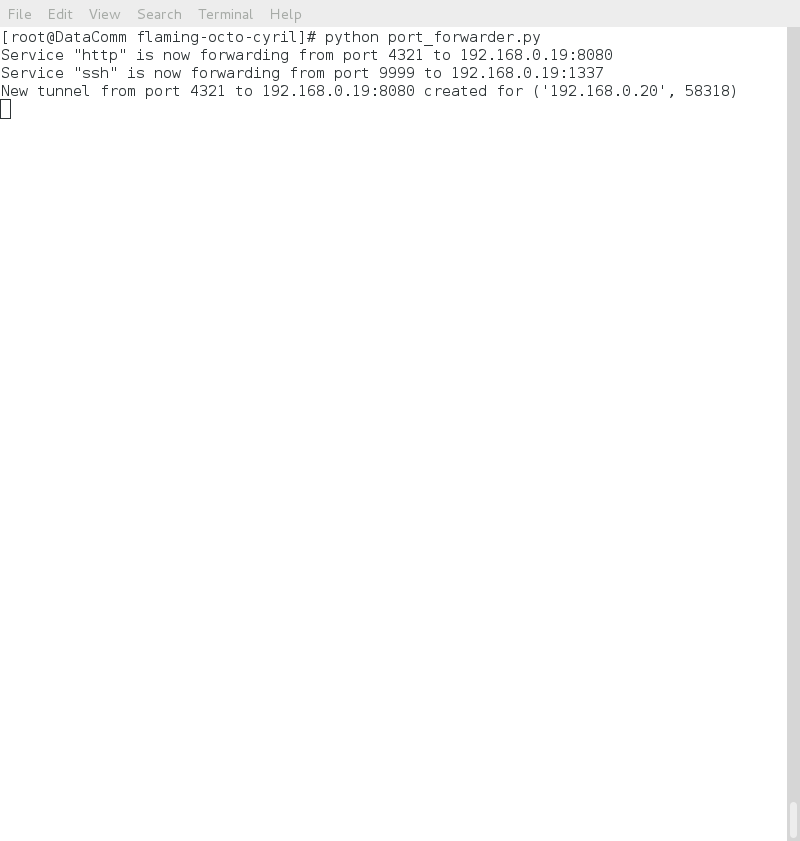 File Edit View Search Terminal Help
[root@DataComm flaming-octo-cyril]# python port_forwarder.py
Service "http" is now forwarding from port 4321 to 192.168.0.19:8080
Service "ssh" is now forwarding from port 9999 to 192.168.0.19:1337
New tunnel from port 4321 to 192.168.0.19:8080 created for ('192.168.0.20', 58318)